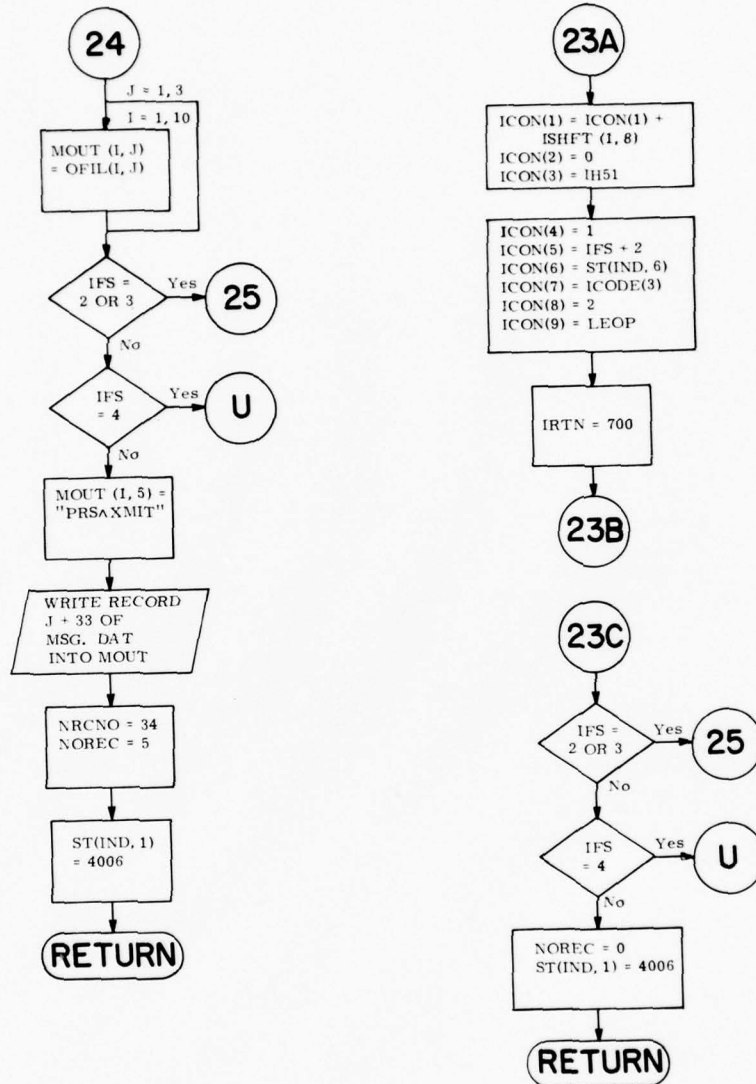 24
J = 1, 3
I = 1, 10
MOUT (I, J)
= OFIL(I, J)
IFS =
2 OR 3
Yes
25
No
IFS
= 4
Yes
U
No
MOUT (I, 5) =
"PRS∧XMIT"
WRITE RECORD
J + 33 OF
MSG. DAT
INTO MOUT
NRCNO = 34
NOREC = 5
ST(IND, 1)
= 4006
RETURN
23A
ICON(1) = ICON(1) +
ISHFT (I, 8)
ICON(2) = 0
ICON(3) = IH51
ICON(4) = 1
ICON(5) = IFS + 2
ICON(6) = ST(IND, 6)
ICON(7) = ICODE(3)
ICON(8) = 2
ICON(9) = LEOP
IRTN = 700
23B
23C
IFS =
2 OR 3
Yes
25
No
IFS
= 4
Yes
U
No
NOREC = 0
ST(IND, 1) = 4006
RETURN